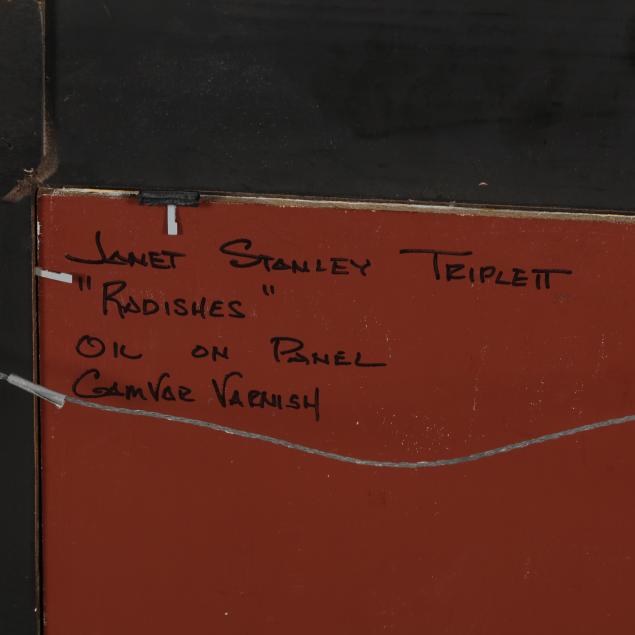 Janet Stanley Triplett
"Radishes"
Oil on Panel
GamVar Varnish